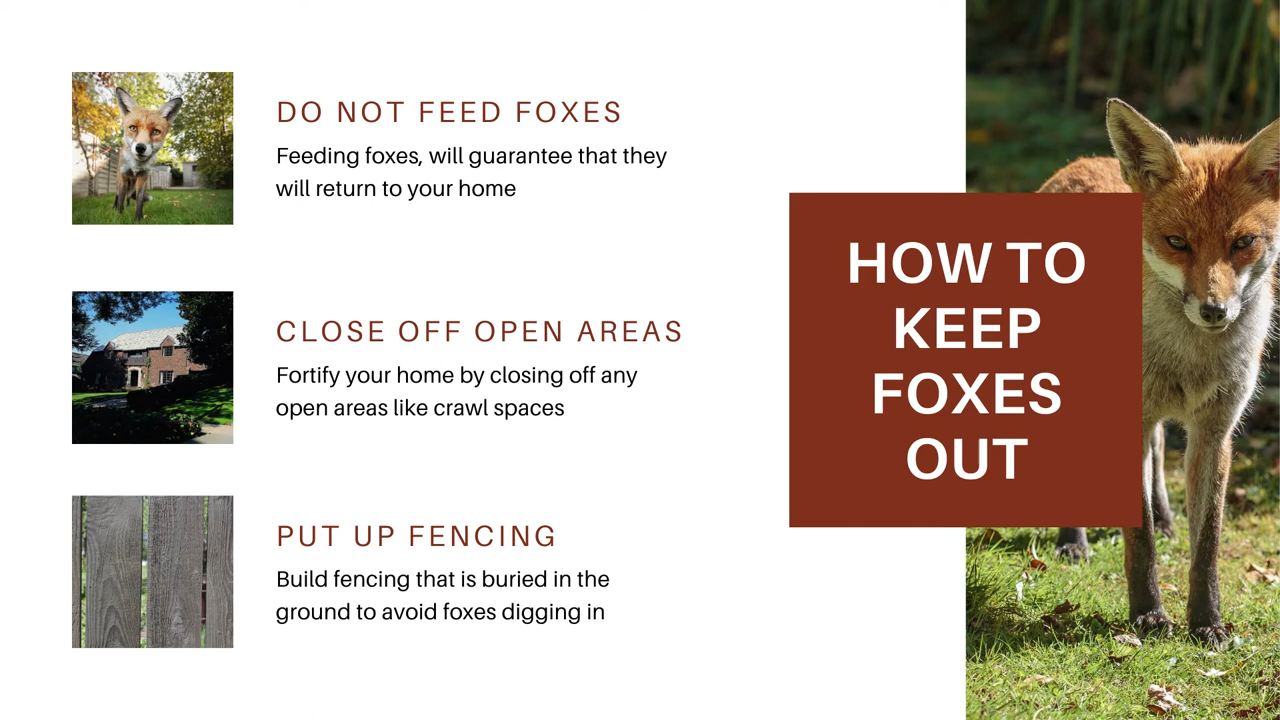 DO NOT FEED FOXES
Feeding foxes, will guarantee that they
will return to your home
CLOSE OFF OPEN AREAS
Fortify your home by closing off any
open areas like crawl spaces
PUT UP FENCING
Build fencing that is buried in the
ground to avoid foxes digging in
HOW TO
KEEP
FOXES
OUT